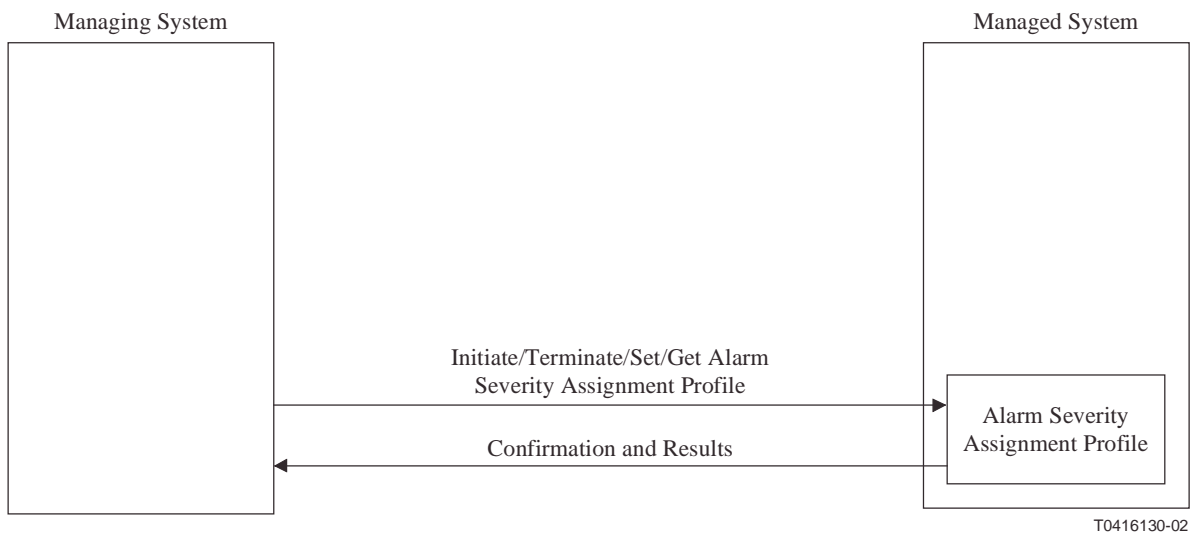 Managing System
Managed System
Initiate/Terminate/Set/Get Alarm
Severity Assignment Profile
Alarm Severity
Assignment Profile
Confirmation and Results
T0416130-02